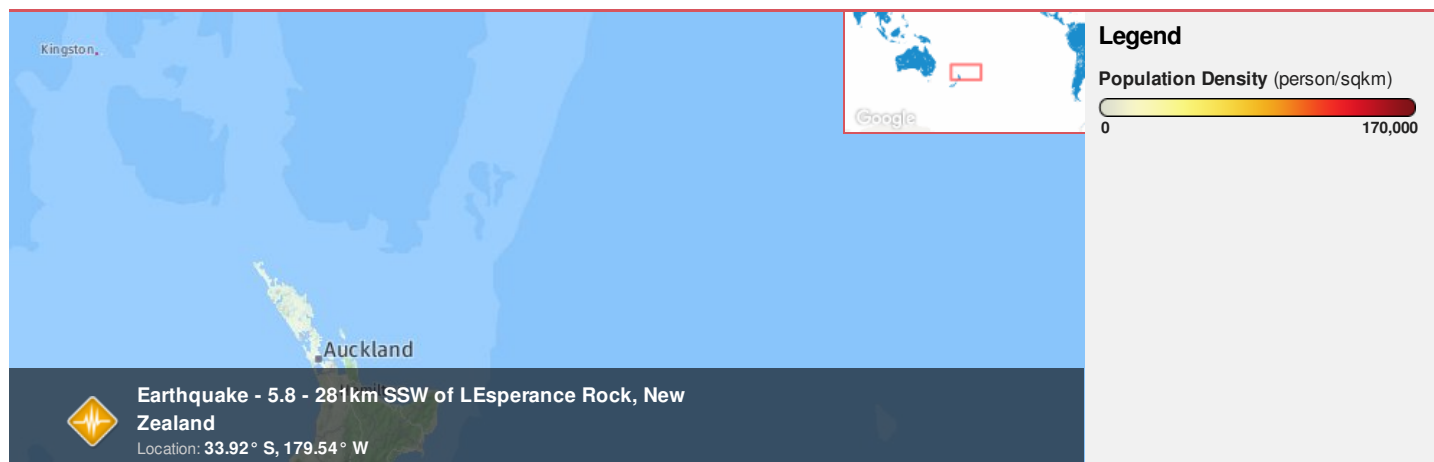 Kingston
Google
Auckland
Earthquake - 5.8 - 281km SSW of LEsperance Rock, New
Zealand
Location: 33.92° S, 179.54° W
Legend
Population Density (person/sqkm)
0 170,000